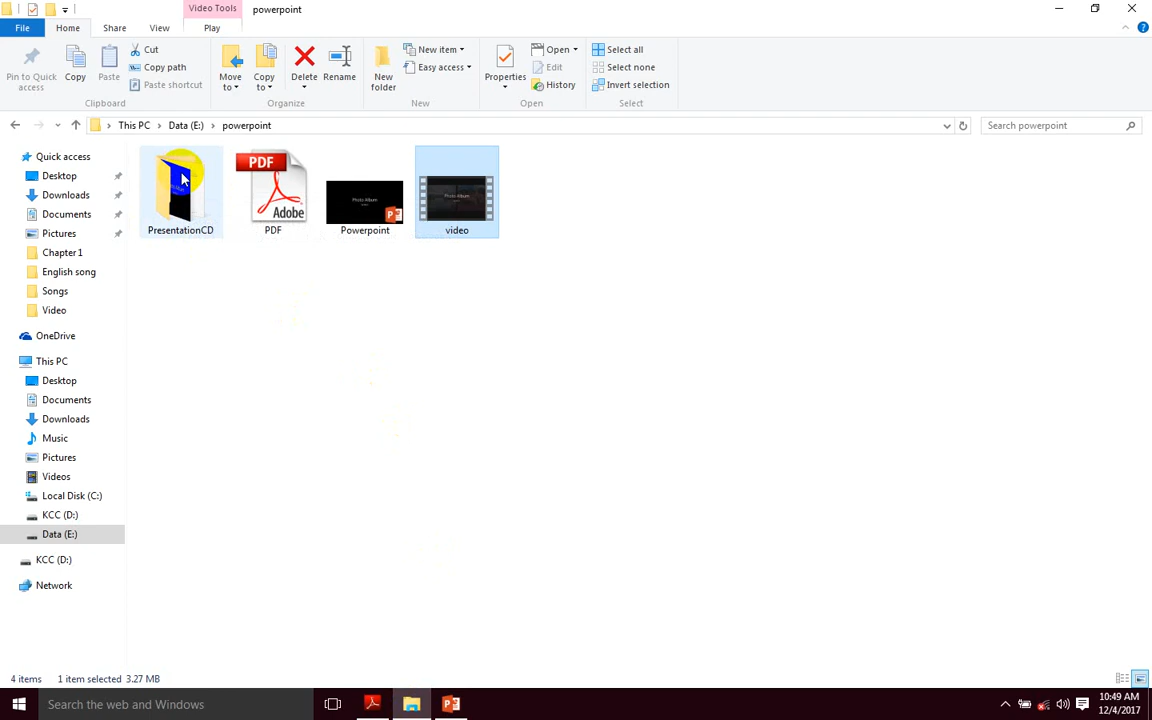 Video Tools
powerpoint
File
Home
Share
View
Play
Pin to Quick access
Copy
Paste
Cut
Copy path
Paste shortcut
Clipboard
Move to
Copy to
Delete
Rename
Organize
New folder
New item
Easy access
New
Properties
Open
Edit
History
Open
Select all
Select none
Invert selection
Select
This PC
Data (E:)
powerpoint
Search powerpoint
Quick access
Desktop
Downloads
Documents
Pictures
Chapter 1
English song
Songs
Video
OneDrive
This PC
Desktop
Documents
Downloads
Music
Pictures
Videos
Local Disk (C:)
KCC (D:)
Data (E:)
KCC (D:)
Network
PresentationCD
PDF
Adobe
PDF
Photo Album
Powerpoint
Photo Album
video
4 items
1 item selected 3.27 MB
Search the web and Windows
10:49 AM
12/4/2017